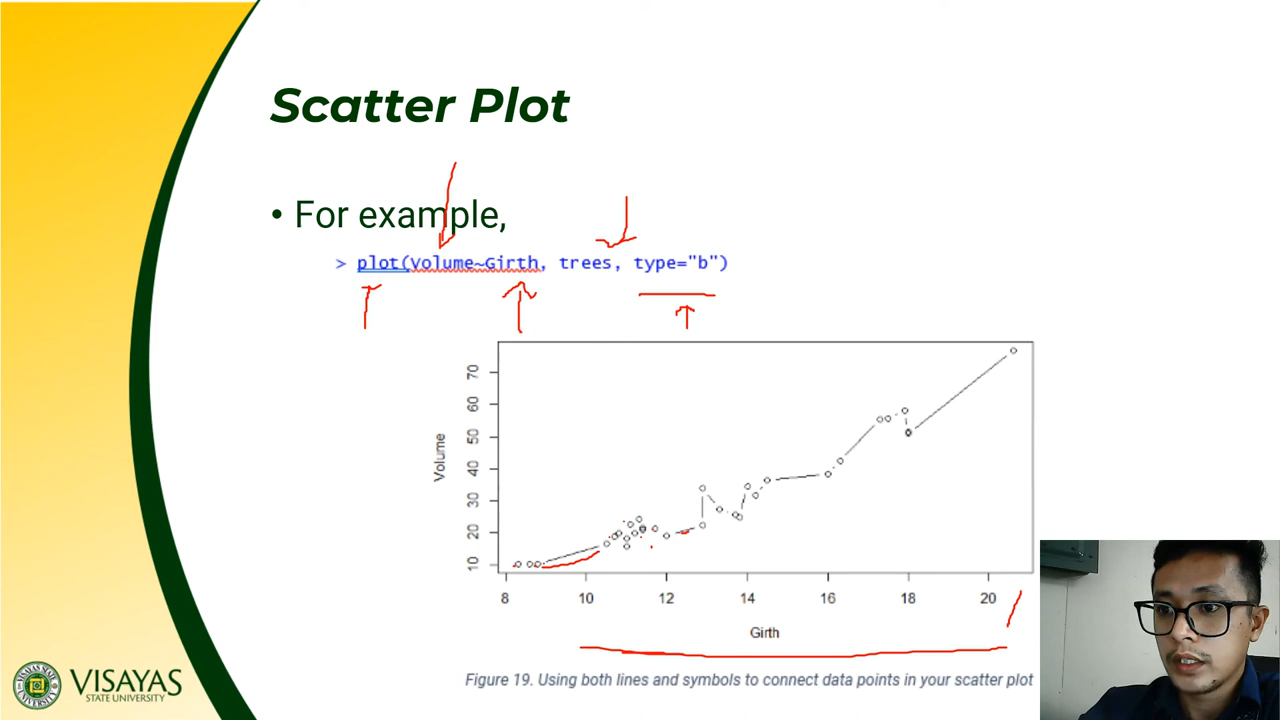 Scatter Plot
• For example,
> plot(Volume~Girth, trees, type="b")
70
60
50
40
30
20
10
Volume
8 10 12 14 16 18 20
Girth
Figure 19. Using both lines and symbols to connect data points in your scatter plot
VISAYAS
STATE UNIVERSITY